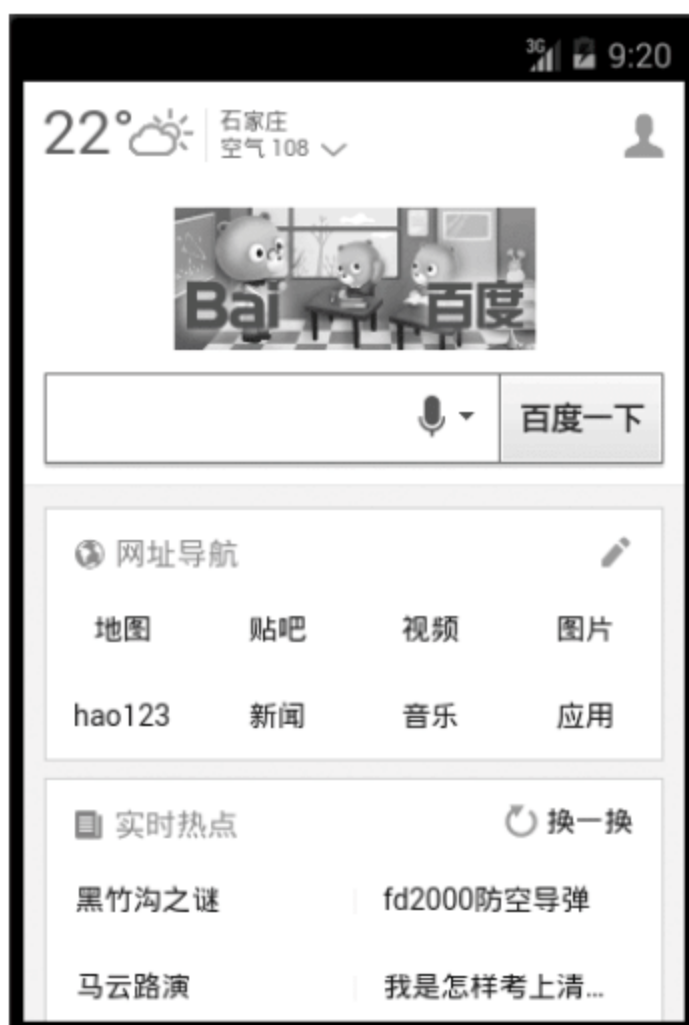 3G 9:20
22° 石家庄
空气 108
Bai 百度
百度一下
网址导航
地图 贴吧 视频 图片
hao123 新闻 音乐 应用
实时热点 换一换
黑竹沟之谜 fd2000防空导弹
马云路演 我是怎样考上清...